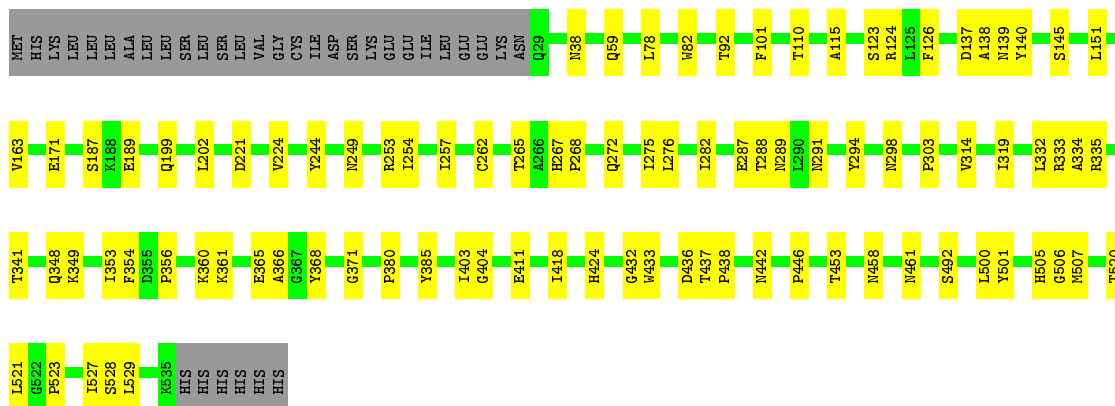 MET HIS LYS LEU LEU LEU LEU ALA LEU LEU SER LEU SER LEU VAL GLY CYS ILE ASP SER LYS GLU GLU ILE LEU GLU GLU LYS ASN Q29 N38 Q59 L78 W82 T92 F101 T110 A115 S123 R124 L125 F126 D137 A138 N139 Y140 S145 L151
V163 E171 S187 K188 E189 Q199 L202 D221 V224 Y244 N249 R253 I254 I257 C262 T265 A266 H267 P268 Q272 I275 L276 I282 E287 T288 N289 L290 N291 Y294 N298 P303 V314 I319 L332 R333 A334 R335
T341 Q348 K349 I353 F354 D355 P356 K360 K361 E365 A366 G367 Y368 G371 P380 Y385 I403 G404 E411 I418 H424 G432 W433 D436 T437 P438 N442 P446 T453 N458 N461 S492 L500 Y501 H505 G506 M507 T520
L521 G522 P523 I527 S528 L529 K535 HIS HIS HIS HIS HIS HIS